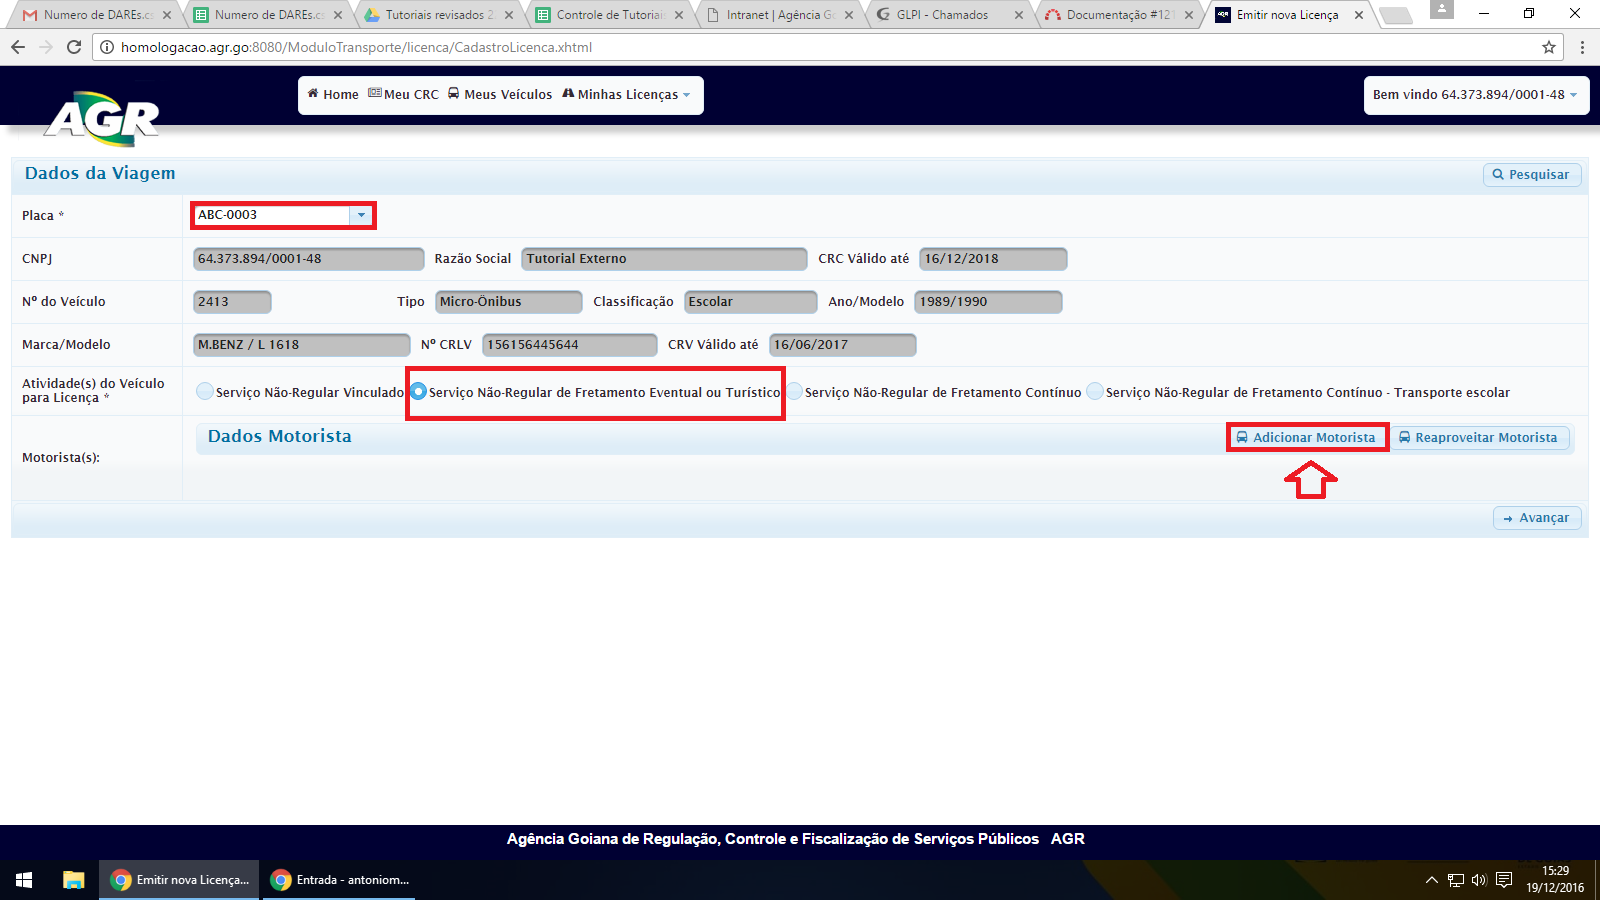 Numero de DAREs.cs
Numero de DAREs.cs
Tutoriais revisados 2
Controle de Tutoriai
Intranet | Agência Go
GLPI - Chamados
Documentação #121
Emitir nova Licença
homologacao.agr.go:8080/ModuloTransporte/licenca/CadastroLicenca.xhtml
AGR
Home Meu CRC Meus Veículos Minhas Licenças
Bem vindo 64.373.894/0001-48
Dados da Viagem
Pesquisar
Placa * ABC-0003
CNPJ 64.373.894/0001-48 Razão Social Tutorial Externo CRC Válido até 16/12/2018
Nº do Veículo 2413 Tipo Micro-Ônibus Classificação Escolar Ano/Modelo 1989/1990
Marca/Modelo M.BENZ / L 1618 Nº CRLV 156156445644 CRV Válido até 16/06/2017
Atividade(s) do Veículo
para Licença *
Serviço Não-Regular Vinculado Serviço Não-Regular de Fretamento Eventual ou Turístico Serviço Não-Regular de Fretamento Contínuo Serviço Não-Regular de Fretamento Contínuo - Transporte escolar
Motorista(s):
Dados Motorista
Adicionar Motorista Reaproveitar Motorista
Avançar
Agência Goiana de Regulação, Controle e Fiscalização de Serviços Públicos AGR
Emitir nova Licença...
Entrada - antoniom...
15:29
19/12/2016